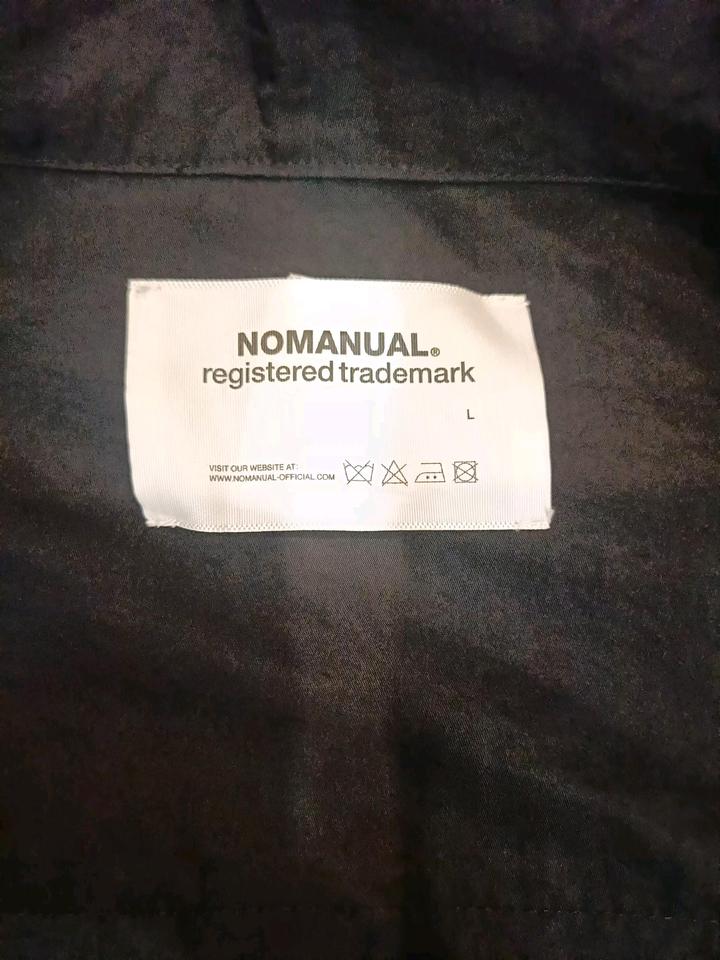 NOMANUAL®
registered trademark
L
VISIT OUR WEBSITE AT:
WWW.NOMANUAL-OFFICIAL.COM